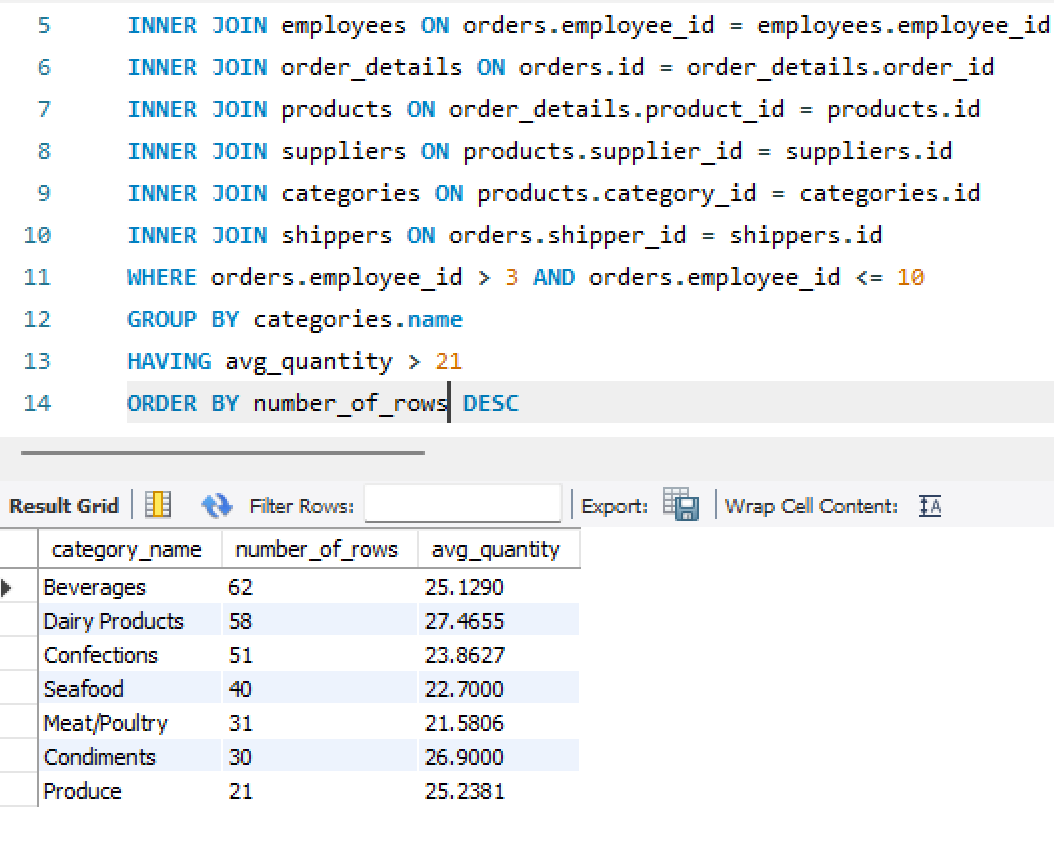 5 INNER JOIN employees ON orders.employee_id = employees.employee_id
6 INNER JOIN order_details ON orders.id = order_details.order_id
7 INNER JOIN products ON order_details.product_id = products.id
8 INNER JOIN suppliers ON products.supplier_id = suppliers.id
9 INNER JOIN categories ON products.category_id = categories.id
10 INNER JOIN shippers ON orders.shipper_id = shippers.id
11 WHERE orders.employee_id > 3 AND orders.employee_id <= 10
12 GROUP BY categories.name
13 HAVING avg_quantity > 21
14 ORDER BY number_of_rows DESC
Result Grid Filter Rows: Export: Wrap Cell Content: IA
category_name number_of_rows avg_quantity
Beverages 62 25.1290
Dairy Products 58 27.4655
Confections 51 23.8627
Seafood 40 22.7000
Meat/Poultry 31 21.5806
Condiments 30 26.9000
Produce 21 25.2381